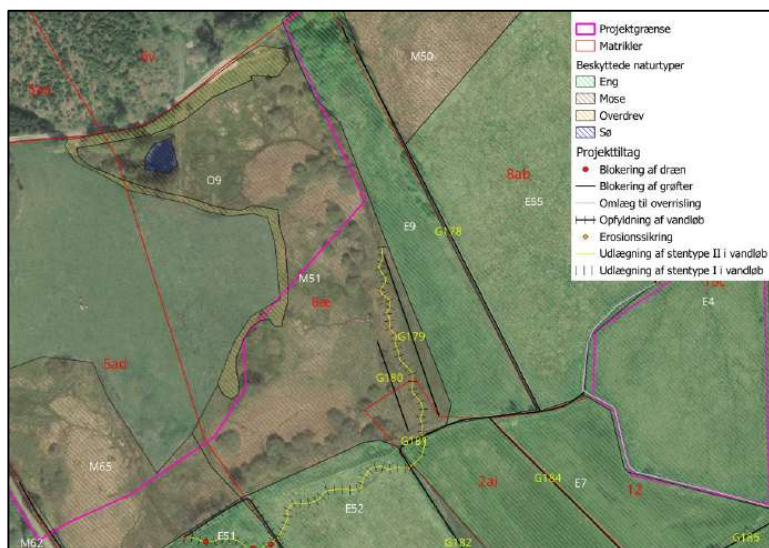 Projektgrænse
Matrikler
Beskyttede naturtyper
Eng
Mose
Overdrev
Sø
Projekttiltag
Blokering af dræn
Blokering af grøfter
Omlæg til overrisling
Opfyldning af vandløb
Erosionssikring
Udlægning af stentype II i vandløb
Udlægning af stentype I i vandløb
M50
8ab
E55
O9
E9
G178
M51
8æ
E4
G179
G180
5ad
G181
M65
2ai
G184
E7
12
E52
E51
M62
G182
G185